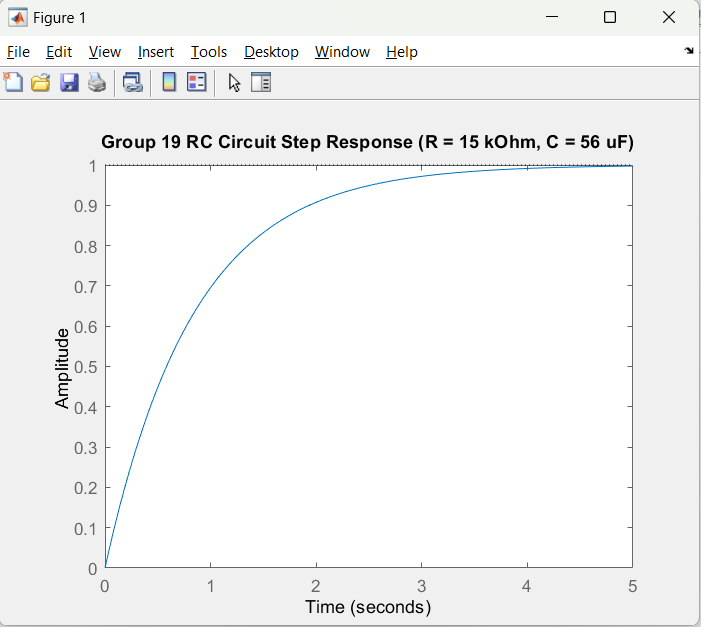 Figure 1
File Edit View Insert Tools Desktop Window Help
Group 19 RC Circuit Step Response (R = 15 kOhm, C = 56 uF)
1
0.9
0.8
0.7
0.6
0.5
0.4
0.3
0.2
0.1
0
Amplitude
0 1 2 3 4 5
Time (seconds)